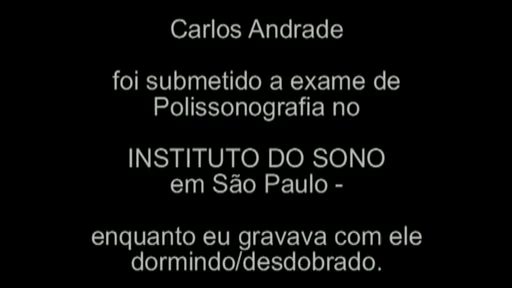 Carlos Andrade
foi submetido a exame de
Polissonografia no
INSTITUTO DO SONO
em São Paulo -
enquanto eu gravava com ele
dormindo/desdobrado.